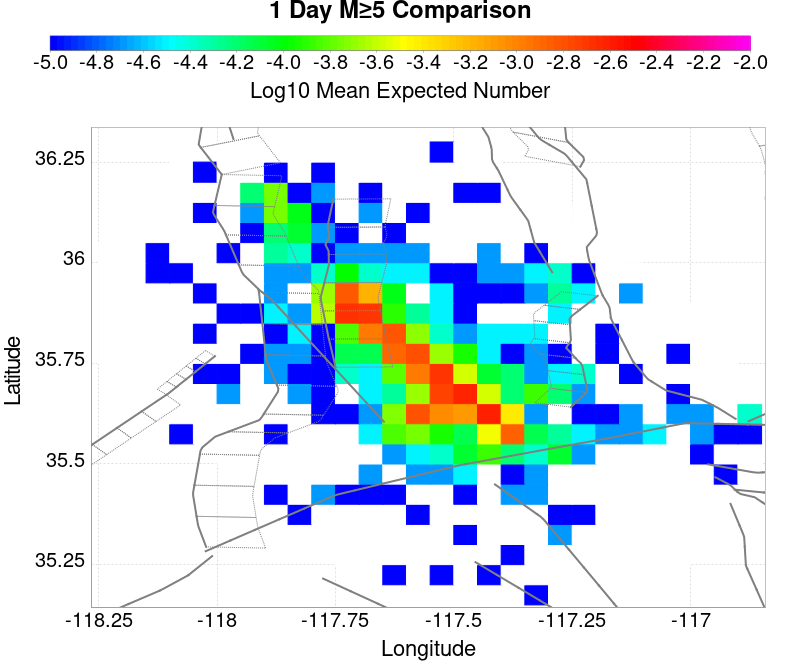 1 Day M≥5 Comparison
-5.0 -4.8 -4.6 -4.4 -4.2 -4.0 -3.8 -3.6 -3.4 -3.2 -3.0 -2.8 -2.6 -2.4 -2.2 -2.0
Log10 Mean Expected Number
36.25
36
35.75
35.5
35.25
Latitude
-118.25 -118 -117.75 -117.5 -117.25 -117
Longitude